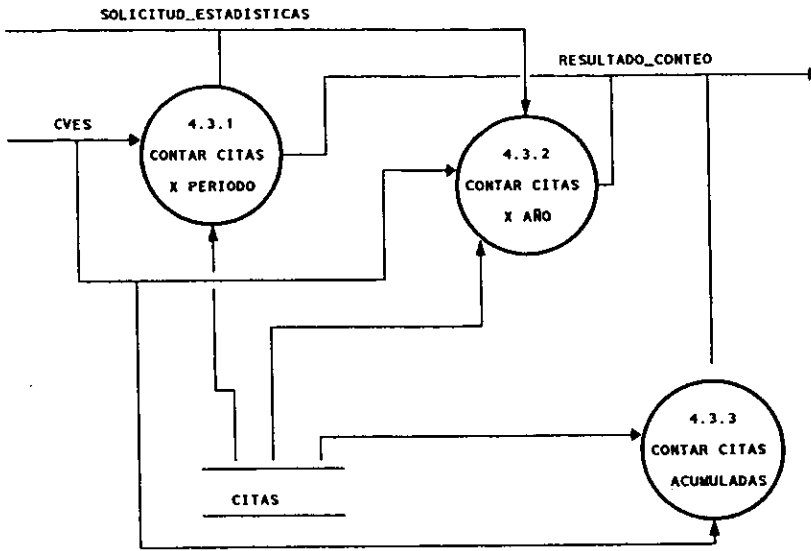 SOLICITUD_ESTADISTICAS
RESULTADO_CONTEO
CVES
4.3.1
CONTAR CITAS
X PERIODO
4.3.2
CONTAR CITAS
X AÑO
4.3.3
CONTAR CITAS
ACUMULADAS
CITAS